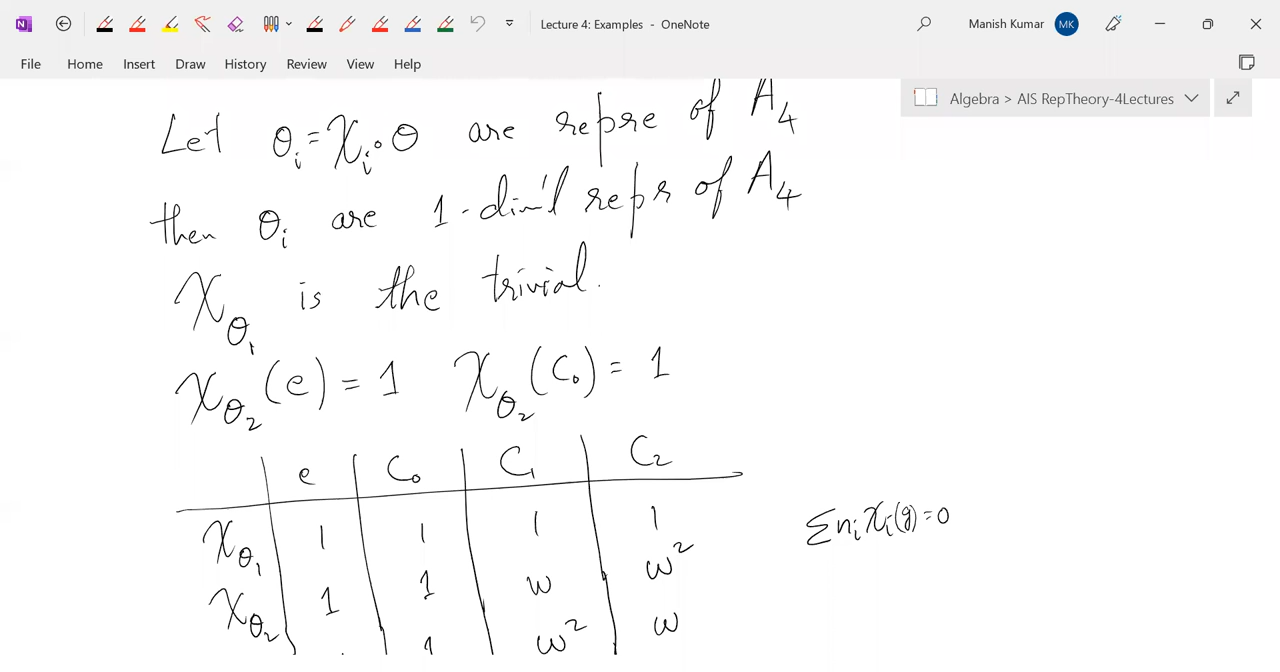 Lecture 4: Examples - OneNote
Manish Kumar
MK
File Home Insert Draw History Review View Help
Algebra > AIS RepTheory-4Lectures
Let θᵢ = χᵢ∘θ are repre of A₄
then θᵢ are 1-dim'l reprs of A₄
χ_θ₁ is the trivial.
χ_θ₂(e) = 1 χ_θ₂(C₀) = 1
e C₀ C₁ C₂
χ_θ₁ 1 1 1 1
Σnᵢχᵢ(g)=0
χ_θ₂ 1 1 ω ω²
1 ω² ω